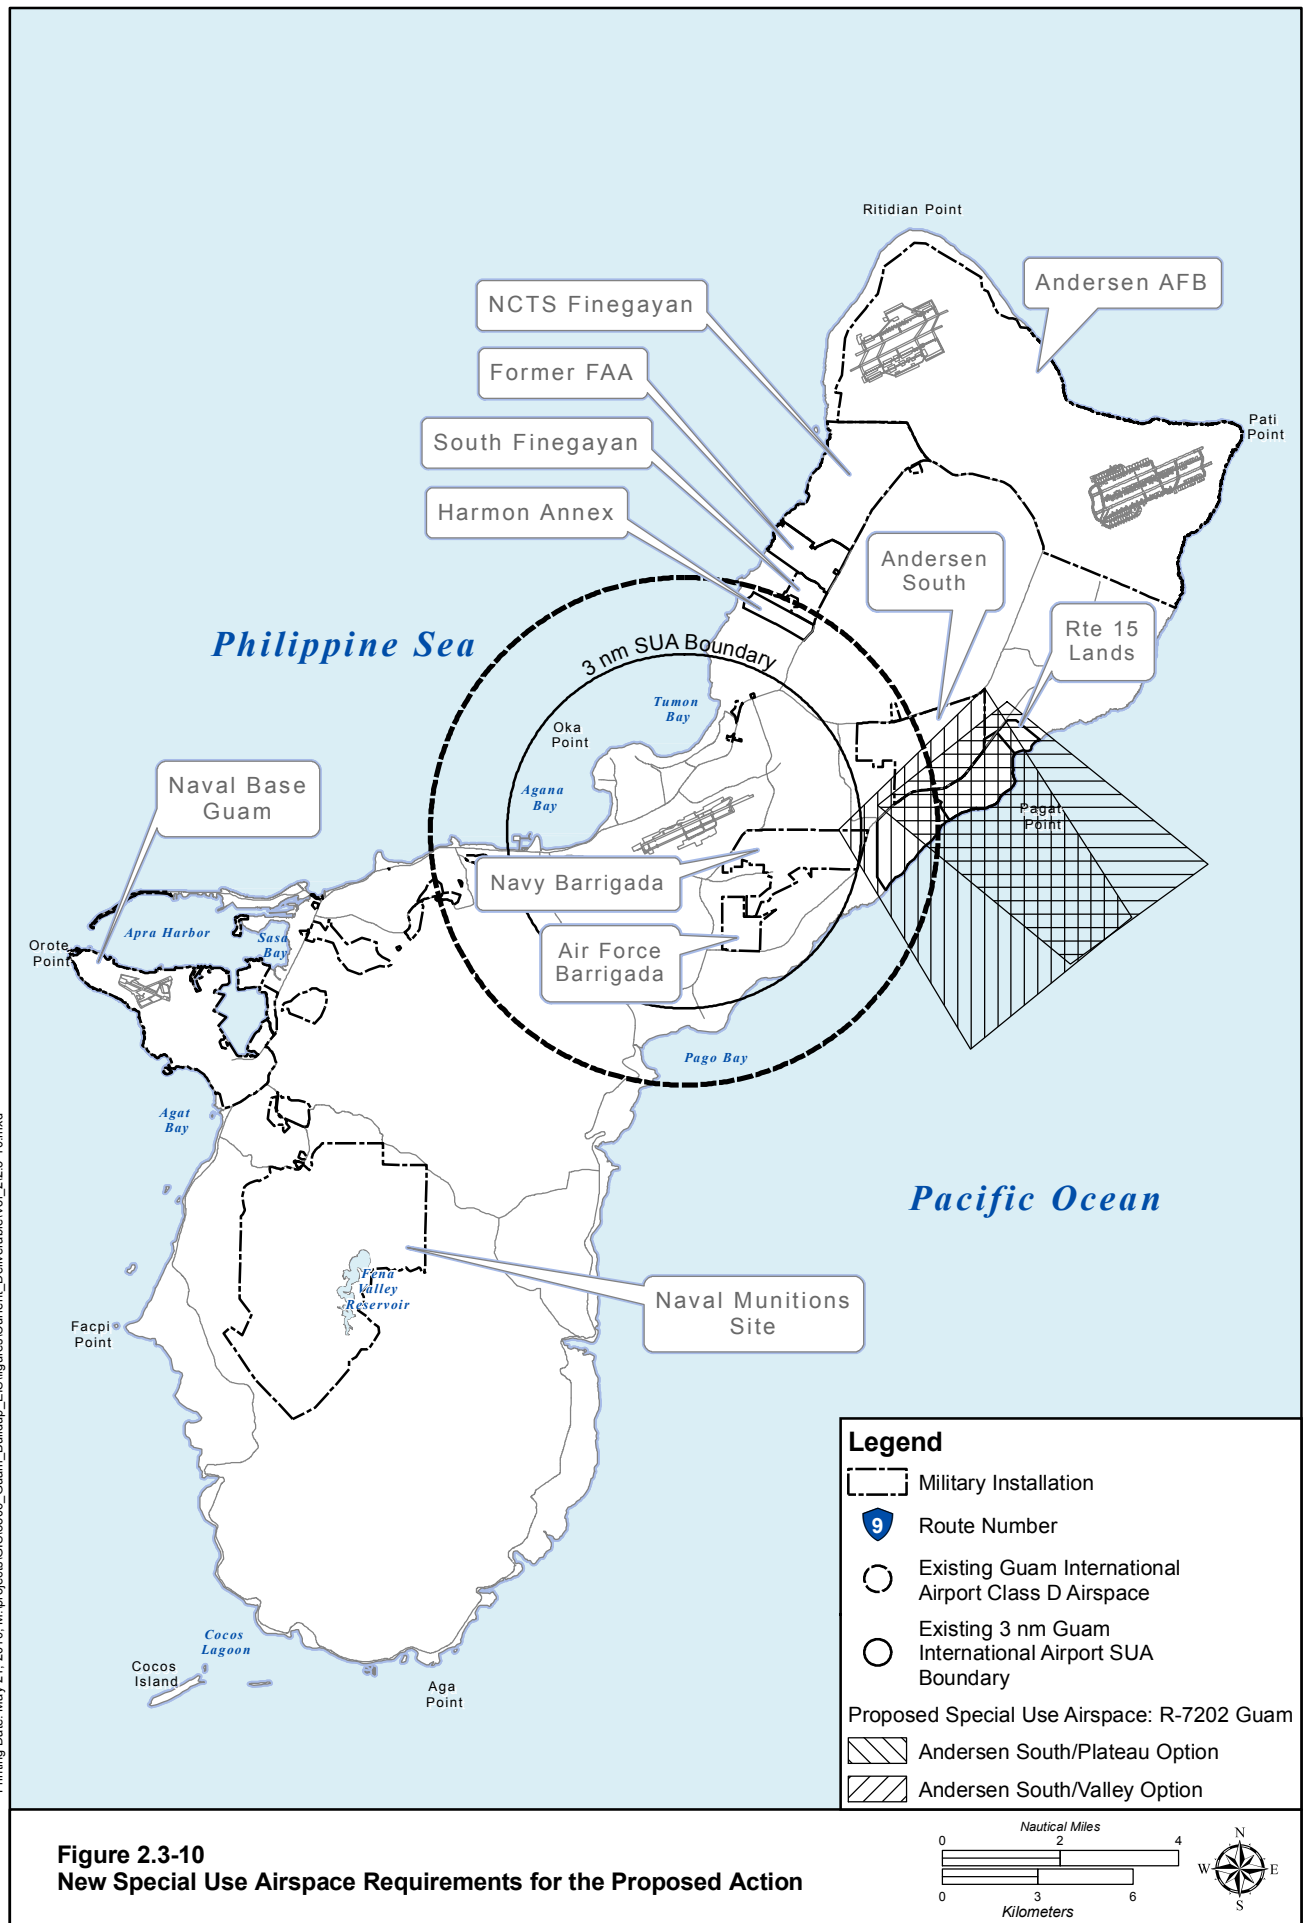 Ritidian Point
Andersen AFB
NCTS Finegayan
Former FAA
South Finegayan
Harmon Annex
Pati
Point
Andersen
South
Rte 15
Lands
Philippine Sea
3 nm SUA Boundary
Tumon
Bay
Oka
Point
Agana
Bay
Naval Base
Guam
Pagat
Point
Navy Barrigada
Air Force
Barrigada
Apra Harbor
Sasa
Bay
Orote
Point
Pago Bay
Agat
Bay
Pacific Ocean
Fena
Valley
Reservoir
Naval Munitions
Site
Facpi
Point
Cocos
Lagoon
Cocos
Island
Aga
Point
Legend
Military Installation
9
Route Number
Existing Guam International
Airport Class D Airspace
Existing 3 nm Guam
International Airport SUA
Boundary
Proposed Special Use Airspace: R-7202 Guam
Andersen South/Plateau Option
Andersen South/Valley Option
Figure 2.3-10
New Special Use Airspace Requirements for the Proposed Action
Nautical Miles
0 2 4
0 3 6
Kilometers
N
W E
S